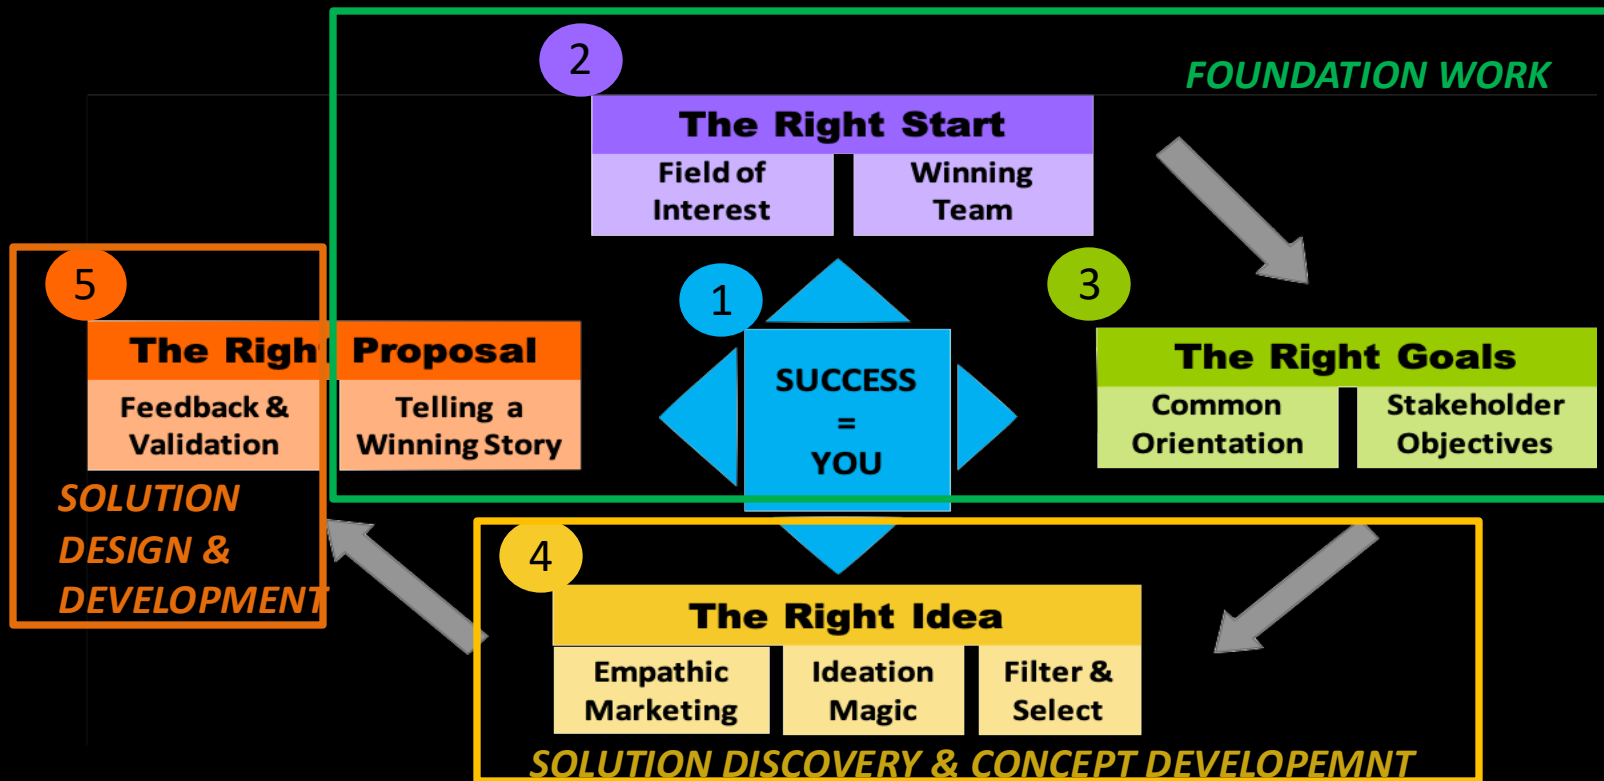 2
FOUNDATION WORK
The Right Start
Field of
Interest
Winning
Team
5
The Right Proposal
Feedback &
Validation
Telling a
Winning Story
SOLUTION
DESIGN &
DEVELOPMENT
1
SUCCESS
=
YOU
3
The Right Goals
Common
Orientation
Stakeholder
Objectives
4
The Right Idea
Empathic
Marketing
Ideation
Magic
Filter &
Select
SOLUTION DISCOVERY & CONCEPT DEVELOPEMNT